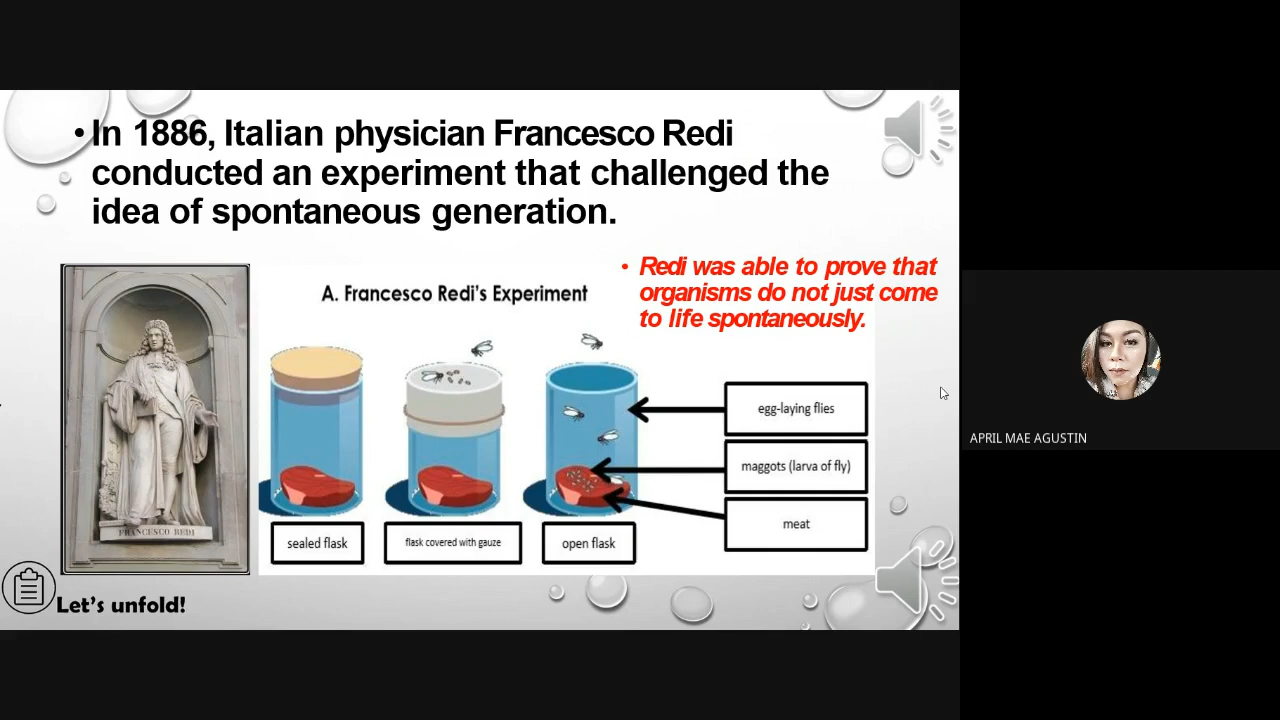 • In 1886, Italian physician Francesco Redi
conducted an experiment that challenged the
idea of spontaneous generation.
• Redi was able to prove that
organisms do not just come
to life spontaneously.
A. Francesco Redi's Experiment
egg-laying flies
maggots (larva of fly)
meat
sealed flask
flask covered with gauze
open flask
FRANCESCO REDI
Let's unfold!
APRIL MAE AGUSTIN